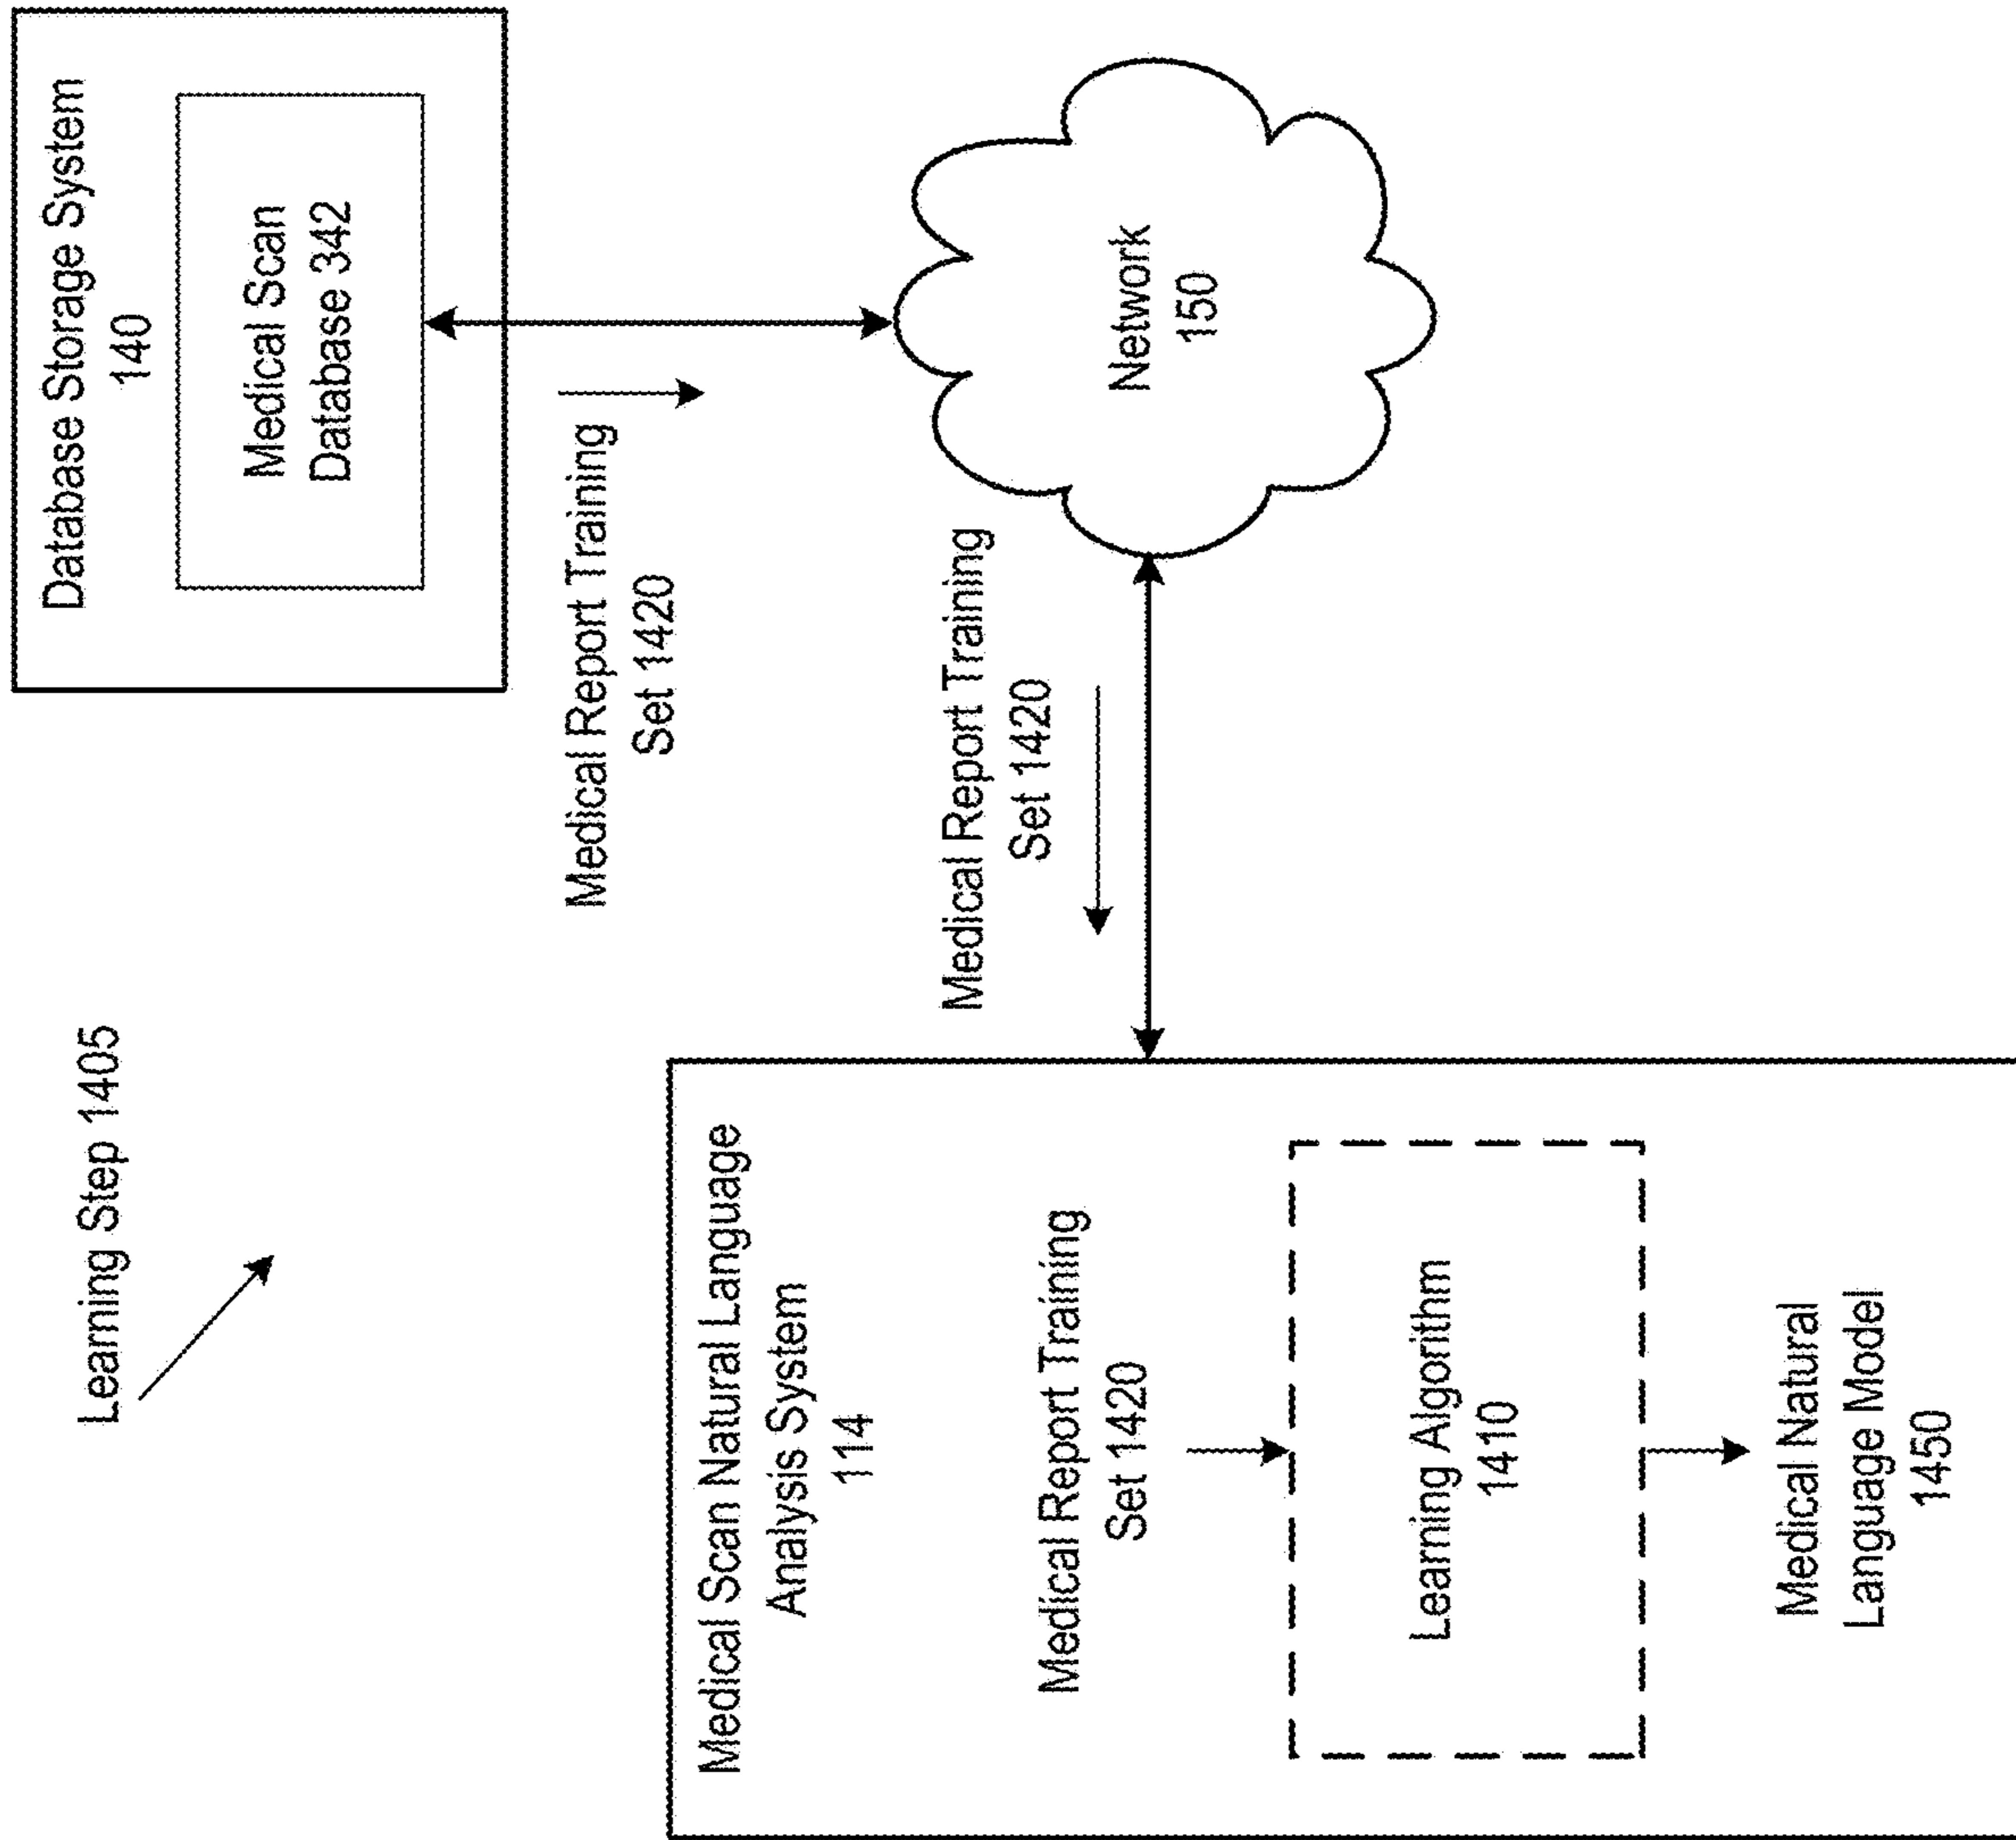 Learning Step 1405
Database Storage System
140
Medical Scan
Database 342
Medical Report Training
Set 1420
Medical Report Training
Set 1420
Network
150
Medical Scan Natural Language
Analysis System
114
Medical Report Training
Set 1420
Learning Algorithm
1410
Medical Natural
Language Model
1450